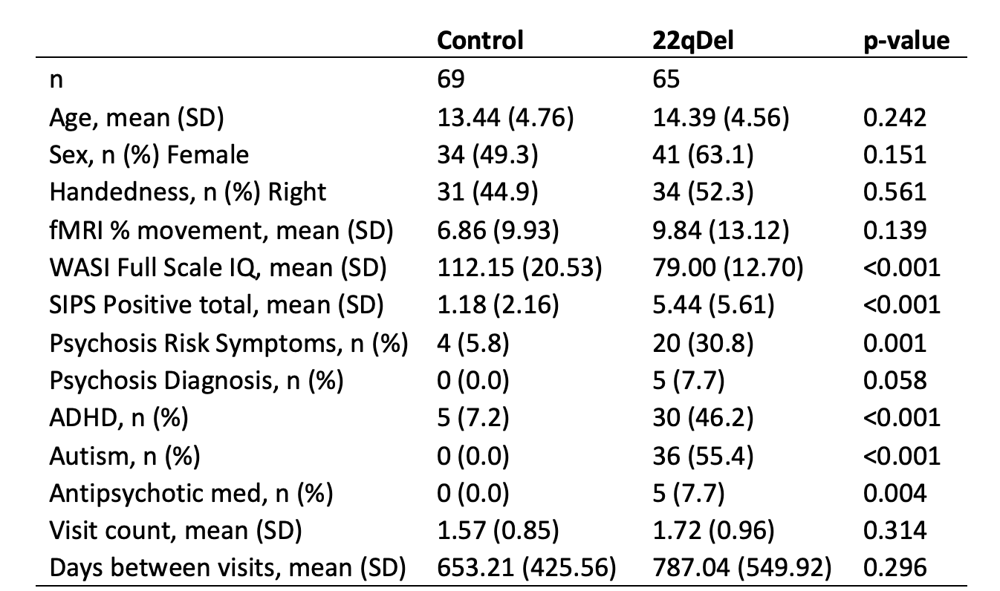 Control 22qDel p-value
n 69 65
Age, mean (SD) 13.44 (4.76) 14.39 (4.56) 0.242
Sex, n (%) Female 34 (49.3) 41 (63.1) 0.151
Handedness, n (%) Right 31 (44.9) 34 (52.3) 0.561
fMRI % movement, mean (SD) 6.86 (9.93) 9.84 (13.12) 0.139
WASI Full Scale IQ, mean (SD) 112.15 (20.53) 79.00 (12.70) <0.001
SIPS Positive total, mean (SD) 1.18 (2.16) 5.44 (5.61) <0.001
Psychosis Risk Symptoms, n (%) 4 (5.8) 20 (30.8) 0.001
Psychosis Diagnosis, n (%) 0 (0.0) 5 (7.7) 0.058
ADHD, n (%) 5 (7.2) 30 (46.2) <0.001
Autism, n (%) 0 (0.0) 36 (55.4) <0.001
Antipsychotic med, n (%) 0 (0.0) 5 (7.7) 0.004
Visit count, mean (SD) 1.57 (0.85) 1.72 (0.96) 0.314
Days between visits, mean (SD) 653.21 (425.56) 787.04 (549.92) 0.296